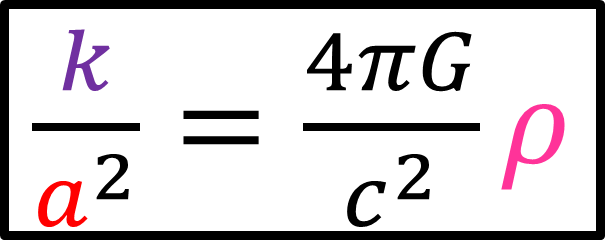 k/a² = 4πG/c² ρ